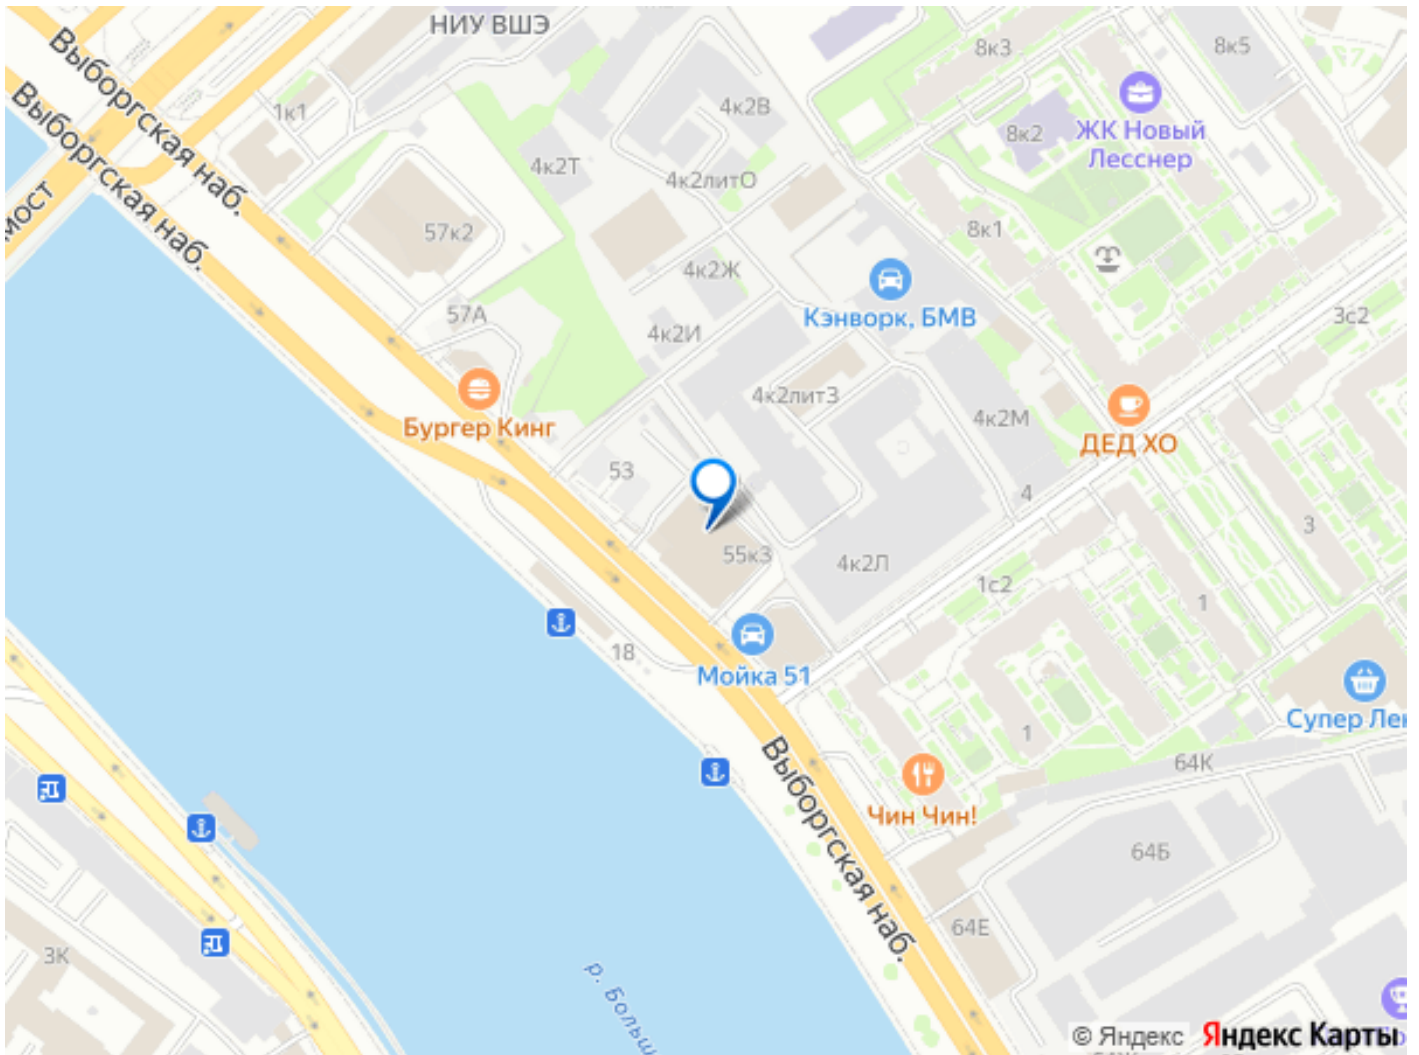 НИУ ВШЭ
8к3
8к5
Выборгская наб.
Выборгская наб.
мост
1к1
4к2В
8к2
ЖК Новый
Лесснер
4к2Т
4к2литО
57к2
8к1
4к2Ж
57А
Кэнворк, БМВ
3с2
4к2И
4к2литЗ
4к2М
Бургер Кинг
ДЕД ХО
53
4
3
55к3
4к2Л
1с2
1
18
Мойка 51
Супер Лен
1
64К
Выборгская наб.
Чин Чин!
64Б
64Е
3К
р. Больш
© Яндекс
Яндекс Карты